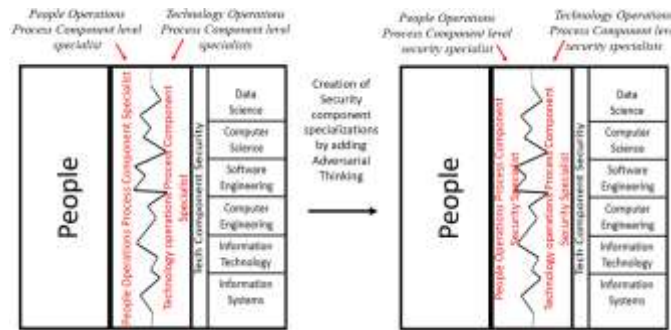 People Operations
Process Component level
specialist
Technology Operations
Process Component level
specialists
People
People Operations Process Component Specialist
Technology operations Process Component
Specialist
Tech Component Security
Data
Science
Computer
Science
Software
Engineering
Computer
Engineering
Information
Technology
Information
Systems
Creation of
Security
component
specializations
by adding
Adversarial
Thinking
People Operations
Process Component level
security specialist
Technology Operations
Process Component level
security specialists
People
People Operations Process Component
Security Specialist
Technology operations Process Component
Security Specialist
Tech Component Security
Data
Science
Computer
Science
Software
Engineering
Computer
Engineering
Information
Technology
Information
Systems